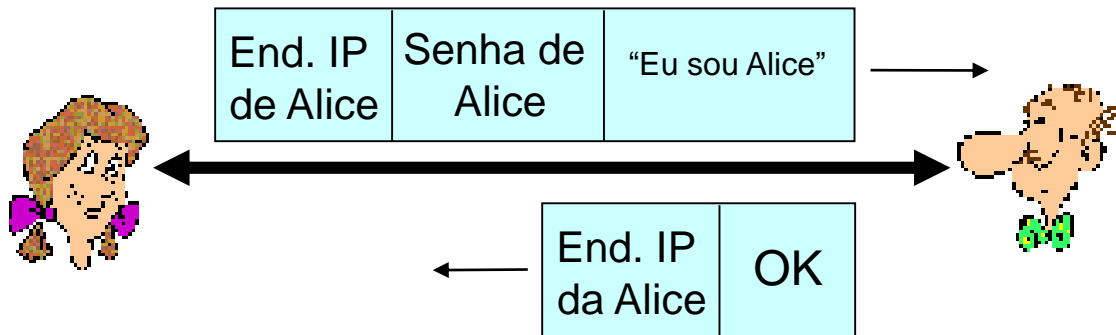 End. IP
de Alice
Senha de
Alice
“Eu sou Alice”
End. IP
da Alice
OK